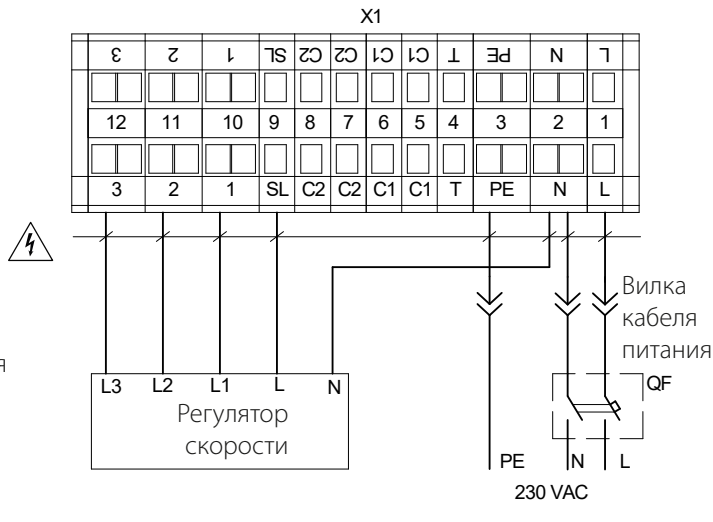 X1
3 2 1 SL C2 C2 C1 C1 T PE N L
12 11 10 9 8 7 6 5 4 3 2 1
3 2 1 SL C2 C2 C1 C1 T PE N L
Вилка
кабеля
питания
я
L3 L2 L1 L N
QF
Регулятор
скорости
PE N L
230 VAC